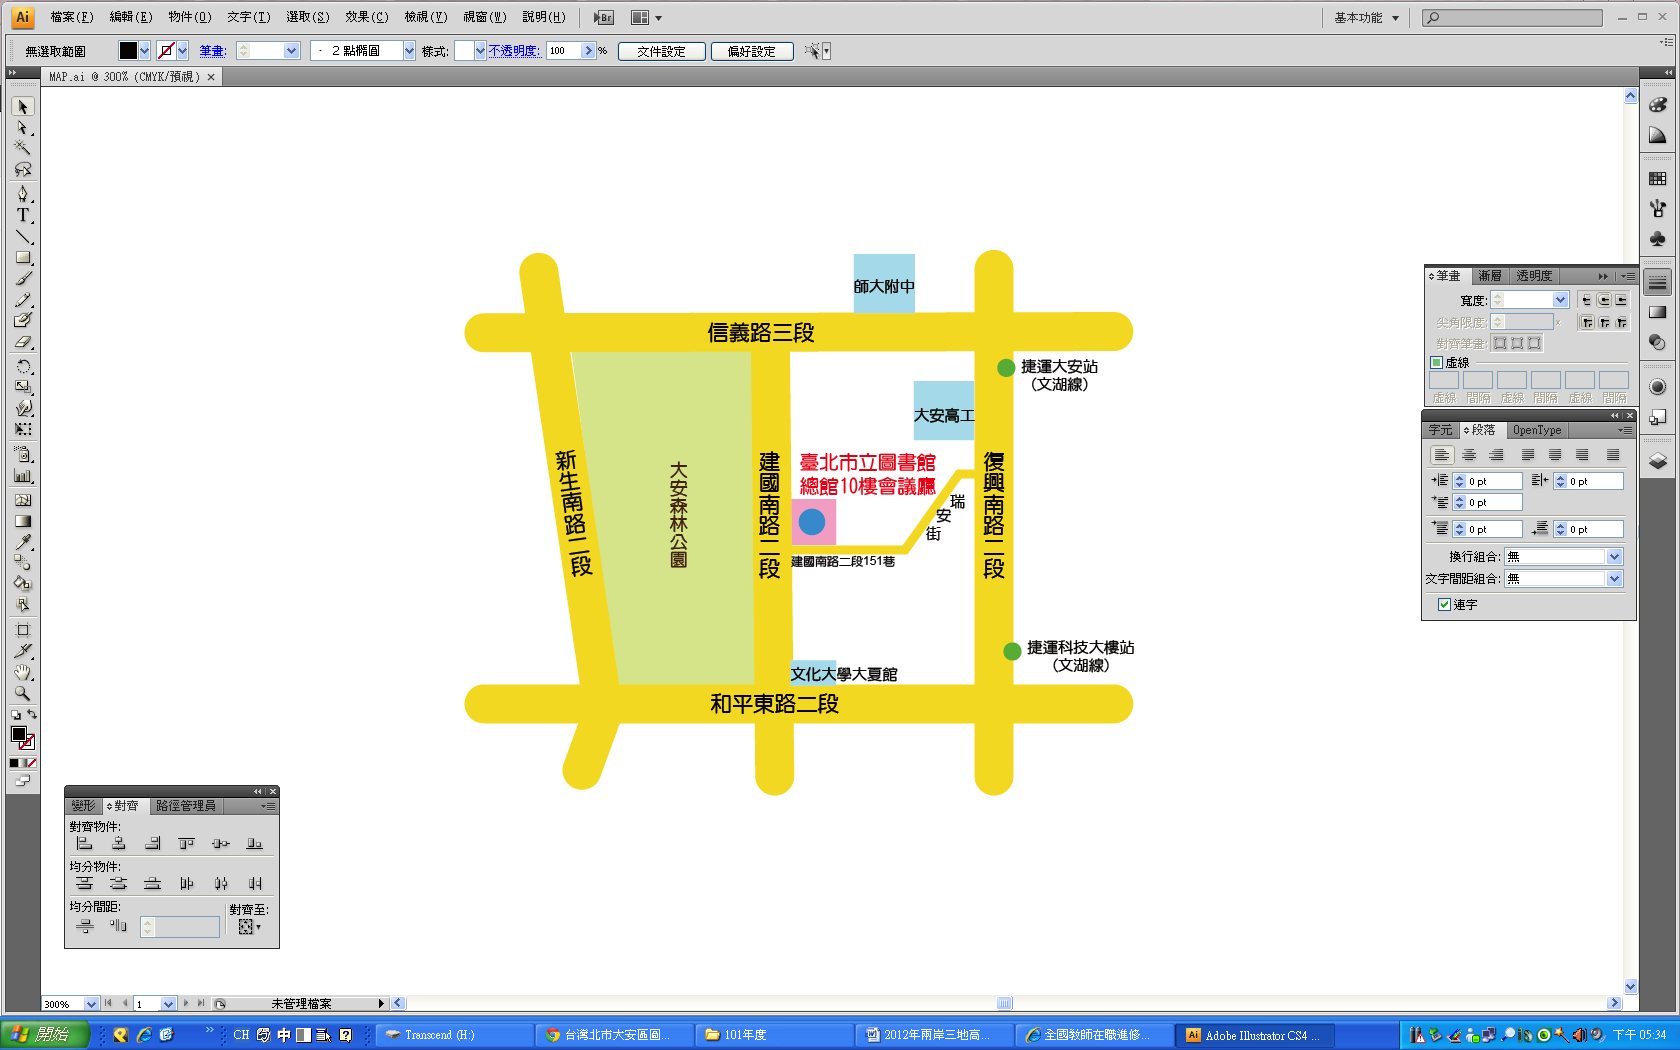 Ai 檔案(F) 編輯(E) 物件(O) 文字(T) 選取(S) 效果(C) 檢視(V) 視窗(W) 說明(H) Br 基本功能
無選取範圍 筆畫: 2 點橢圓 樣式: 不透明度: 100 % 文件設定 偏好設定
MAP.ai @ 300% (CMYK/預視)
師大附中
信義路三段
捷運大安站
(文湖線)
大安高工
新生南路二段
大安森林公園
建國南路二段
臺北市立圖書館
總館10樓會議廳
復興南路二段
瑞安街
建國南路二段151巷
捷運科技大樓站
(文湖線)
文化大學大夏館
和平東路二段
筆畫 漸層 透明度
寬度:
尖角限度: x
對齊筆畫:
虛線
虛線 間隔 虛線 間隔 虛線 間隔
字元 段落 OpenType
0 pt 0 pt
0 pt
0 pt 0 pt
換行組合: 無
文字間距組合: 無
連字
變形 對齊 路徑管理員
對齊物件:
均分物件:
均分間距: 對齊至:
300% 1 未管理檔案
開始 CH 中 Transcend (H:) 台灣北市大安區圖... 101年度 2012年兩岸三地高... 全國教師在職進修... Adobe Illustrator CS4 ... 下午 05:34